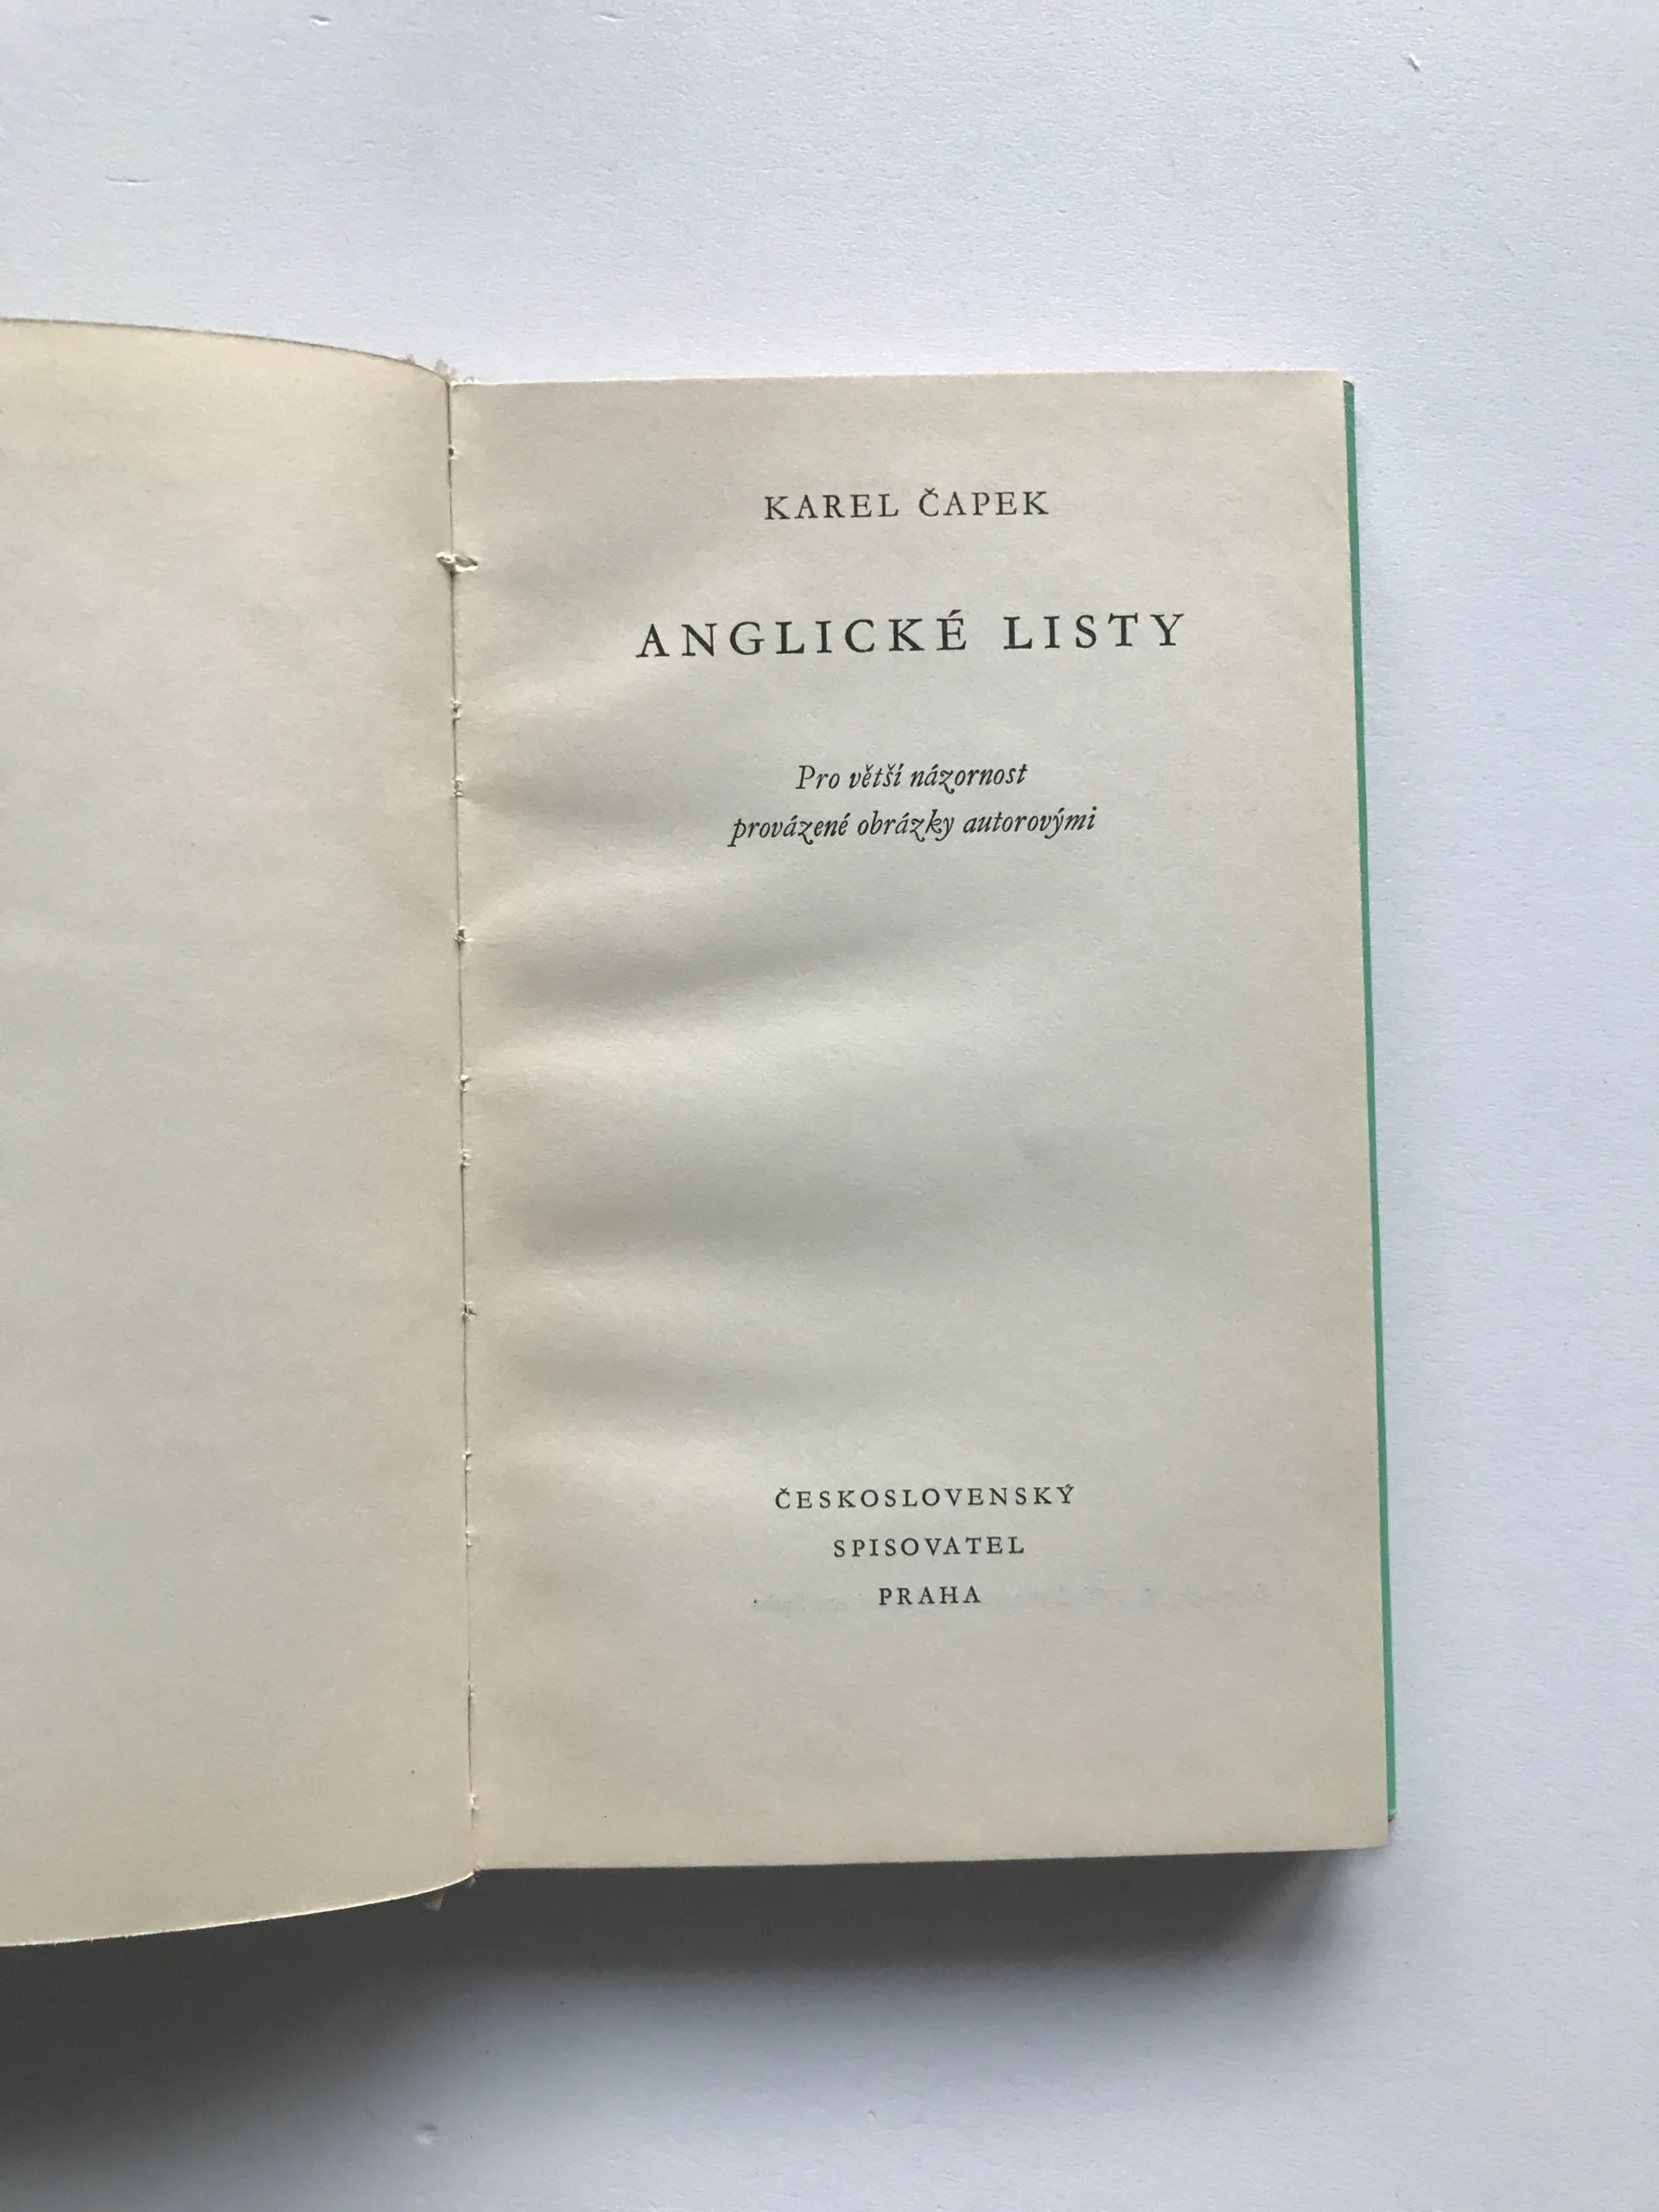 KAREL ČAPEK
ANGLICKÉ LISTY
Pro větší názornost
provázené obrázky autorovými
ČESKOSLOVENSKÝ
SPISOVATEL
PRAHA